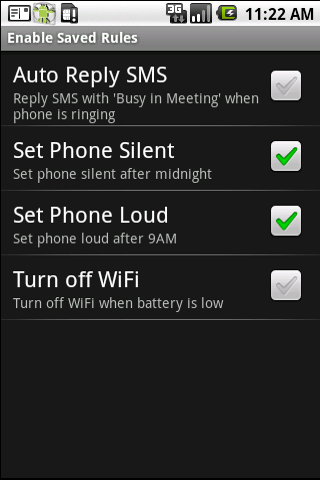 3G 11:22 AM
Enable Saved Rules
Auto Reply SMS
Reply SMS with 'Busy in Meeting' when
phone is ringing
Set Phone Silent
Set phone silent after midnight
Set Phone Loud
Set phone loud after 9AM
Turn off WiFi
Turn off WiFi when battery is low